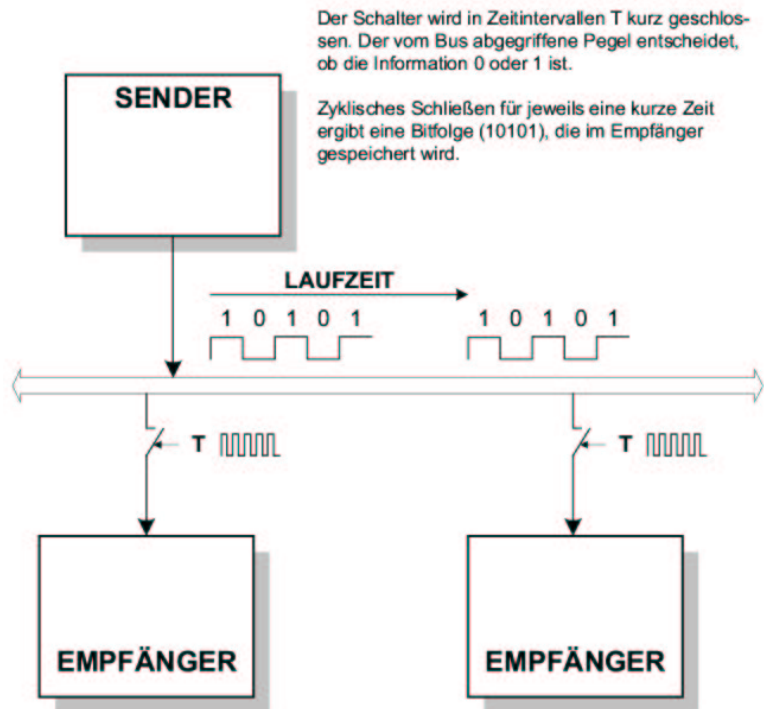 Der Schalter wird in Zeitintervallen T kurz geschlos-
sen. Der vom Bus abgegriffene Pegel entscheidet,
ob die Information 0 oder 1 ist.
Zyklisches Schließen für jeweils eine kurze Zeit
ergibt eine Bitfolge (10101), die im Empfänger
gespeichert wird.
SENDER
LAUFZEIT
1 0 1 0 1
1 0 1 0 1
T
T
EMPFÄNGER
EMPFÄNGER